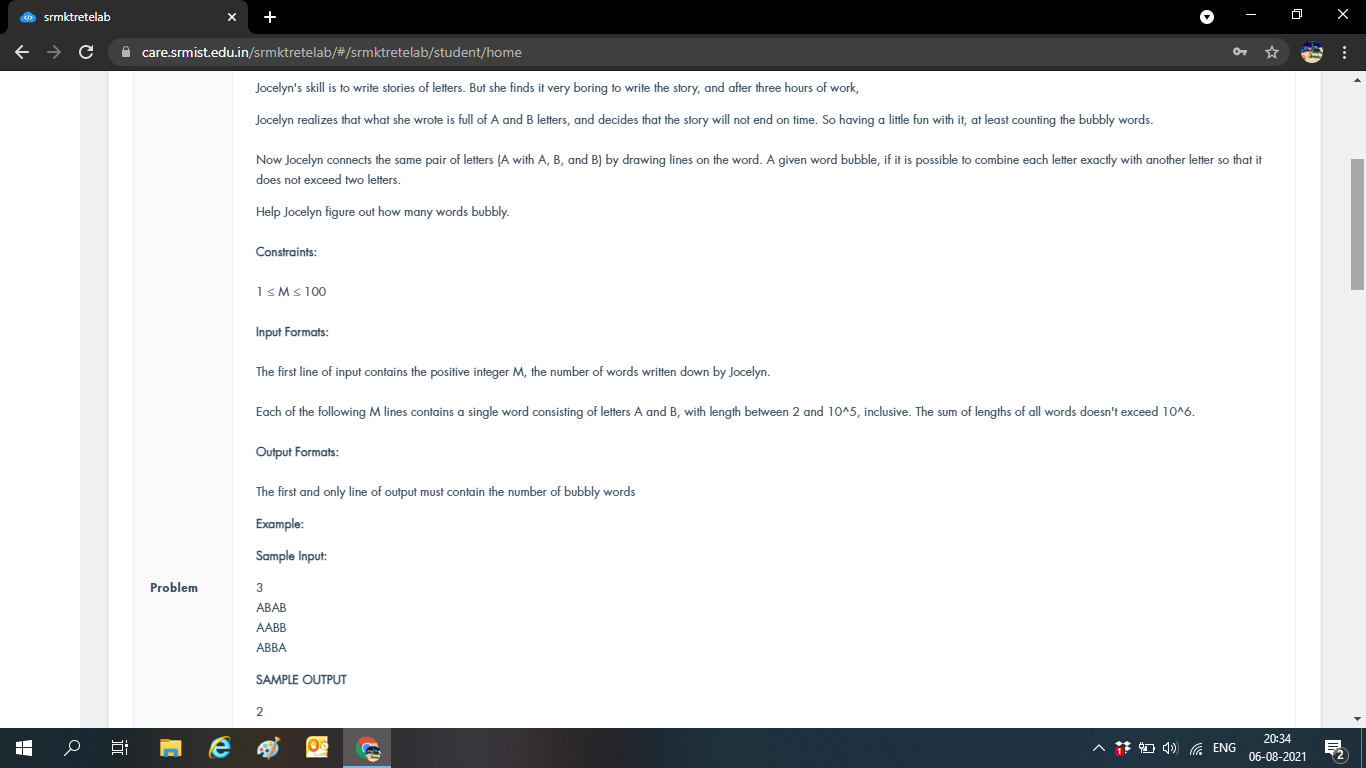 srmktretelab
care.srmist.edu.in/srmktretelab/#/srmktretelab/student/home
Jocelyn's skill is to write stories of letters. But she finds it very boring to write the story, and after three hours of work,
Jocelyn realizes that what she wrote is full of A and B letters, and decides that the story will not end on time. So having a little fun with it, at least counting the bubbly words.
Now Jocelyn connects the same pair of letters (A with A, B, and B) by drawing lines on the word. A given word bubble, if it is possible to combine each letter exactly with another letter so that it
does not exceed two letters.
Help Jocelyn figure out how many words bubbly.
Constraints:
1 ≤ M ≤ 100
Input Formats:
The first line of input contains the positive integer M, the number of words written down by Jocelyn.
Each of the following M lines contains a single word consisting of letters A and B, with length between 2 and 10^5, inclusive. The sum of lengths of all words doesn't exceed 10^6.
Output Formats:
The first and only line of output must contain the number of bubbly words
Example:
Sample Input:
Problem
3
ABAB
AABB
ABBA
SAMPLE OUTPUT
2
ENG
20:34
06-08-2021
2